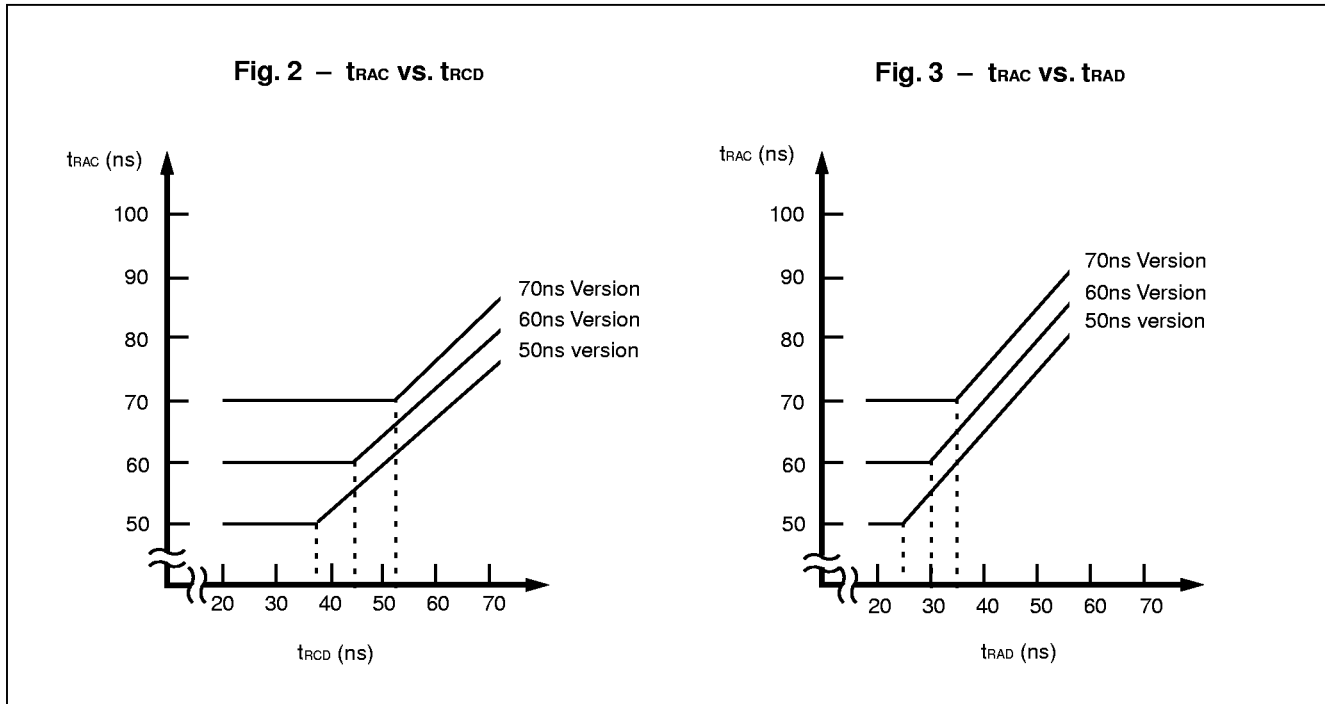 Fig. 2 – tRAC vs. tRCD
tRAC (ns)
100
90
80
70
60
50
70ns Version
60ns Version
50ns version
20 30 40 50 60 70
tRCD (ns)
Fig. 3 – tRAC vs. tRAD
tRAC (ns)
100
90
80
70
60
50
70ns Version
60ns Version
50ns version
20 30 40 50 60 70
tRAD (ns)